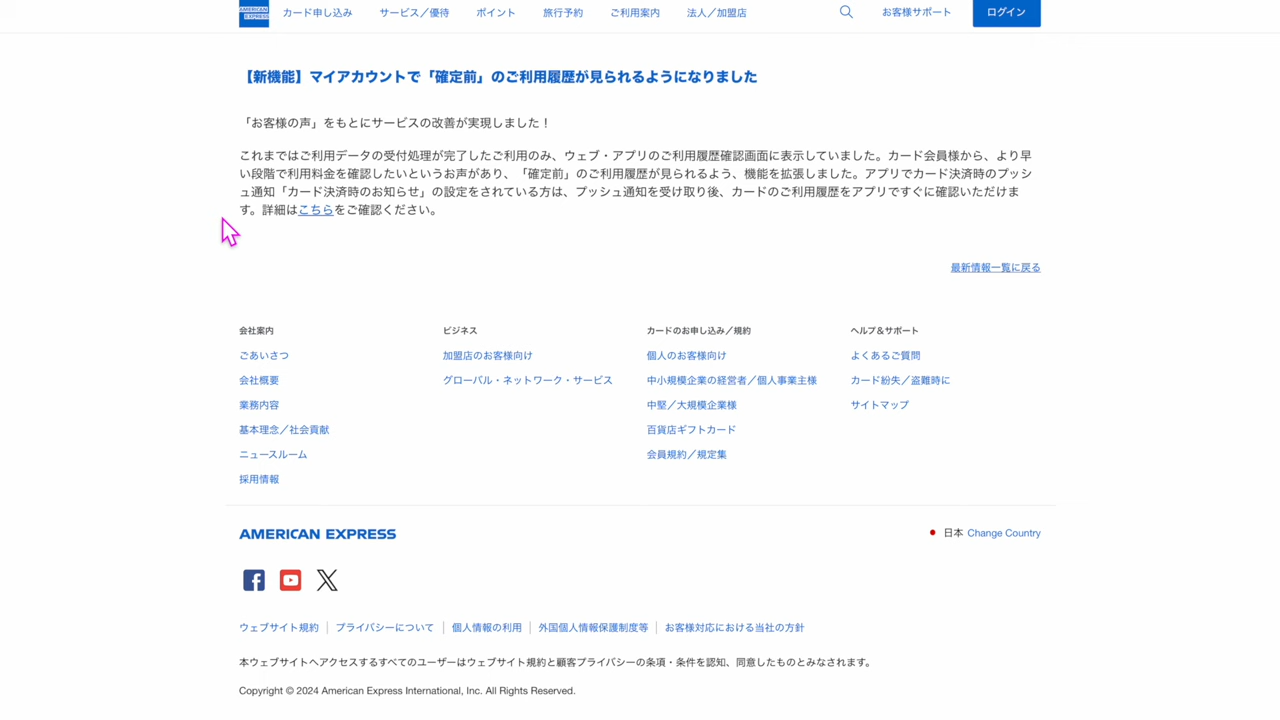 AMERICAN EXPRESS
カード申し込み サービス／優待 ポイント 旅行予約 ご利用案内 法人／加盟店 お客様サポート ログイン
【新機能】マイアカウントで「確定前」のご利用履歴が見られるようになりました
「お客様の声」をもとにサービスの改善が実現しました！
これまではご利用データの受付処理が完了したご利用のみ、ウェブ・アプリのご利用履歴確認画面に表示していました。カード会員様から、より早
い段階で利用料金を確認したいというお声があり、「確定前」のご利用履歴が見られるよう、機能を拡張しました。アプリでカード決済時のプッシ
ュ通知「カード決済時のお知らせ」の設定をされている方は、プッシュ通知を受け取り後、カードのご利用履歴をアプリですぐに確認いただけま
す。詳細はこちらをご確認ください。
最新情報一覧に戻る
会社案内
ごあいさつ
会社概要
業務内容
基本理念／社会貢献
ニュースルーム
採用情報
ビジネス
加盟店のお客様向け
グローバル・ネットワーク・サービス
カードのお申し込み／規約
個人のお客様向け
中小規模企業の経営者／個人事業主様
中堅／大規模企業様
百貨店ギフトカード
会員規約／規定集
ヘルプ＆サポート
よくあるご質問
カード紛失／盗難時に
サイトマップ
AMERICAN EXPRESS
日本 Change Country
ウェブサイト規約 プライバシーについて 個人情報の利用 外国個人情報保護制度等 お客様対応における当社の方針
本ウェブサイトへアクセスするすべてのユーザーはウェブサイト規約と顧客プライバシーの条項・条件を認知、同意したものとみなされます。
Copyright © 2024 American Express International, Inc. All Rights Reserved.